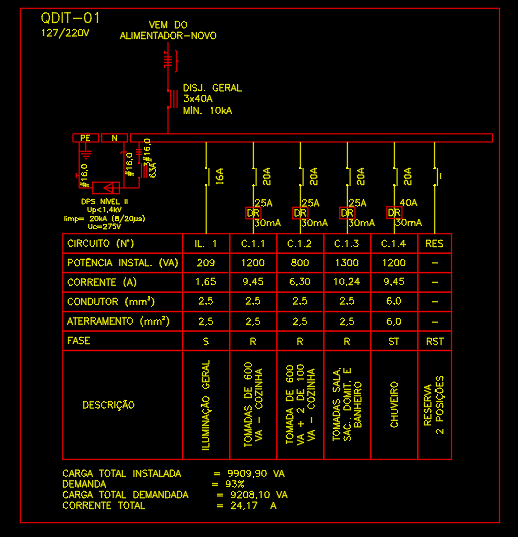 QDIT-01
127/220V
VEM DO
ALIMENTADOR-NOVO
DISJ. GERAL
3x40A
MÍN. 10kA
PE N
#16,0
#16,0
#16,0
63A
DPS NÍVEL II
Up<1,4kV
Iimp= 20kA (8/20µs)
Uc=275V
16A 20A 20A 20A 20A
25A 25A 25A 40A
DR DR DR DR
30mA 30mA 30mA 30mA
CIRCUITO (N°) IL. 1 C.1.1 C.1.2 C.1.3 C.1.4 RES
POTÊNCIA INSTAL. (VA) 209 1200 800 1300 1200 -
CORRENTE (A) 1,65 9,45 6,30 10,24 9,45 -
CONDUTOR (mm²) 2,5 2,5 2,5 2,5 6,0 -
ATERRAMENTO (mm²) 2,5 2,5 2,5 2,5 6,0 -
FASE S R R R ST RST
DESCRIÇÃO
ILUMINAÇÃO GERAL
TOMADAS DE 600
VA - COZINHA
TOMADA DE 600
VA + 2 DE 100
VA - COZINHA
TOMADAS SALA,
SAC., DOMIT. E
BANHEIRO
CHUVEIRO
RESERVA
2 POSIÇÕES
CARGA TOTAL INSTALADA = 9909,90 VA
DEMANDA = 93%
CARGA TOTAL DEMANDADA = 9208,10 VA
CORRENTE TOTAL = 24,17 A